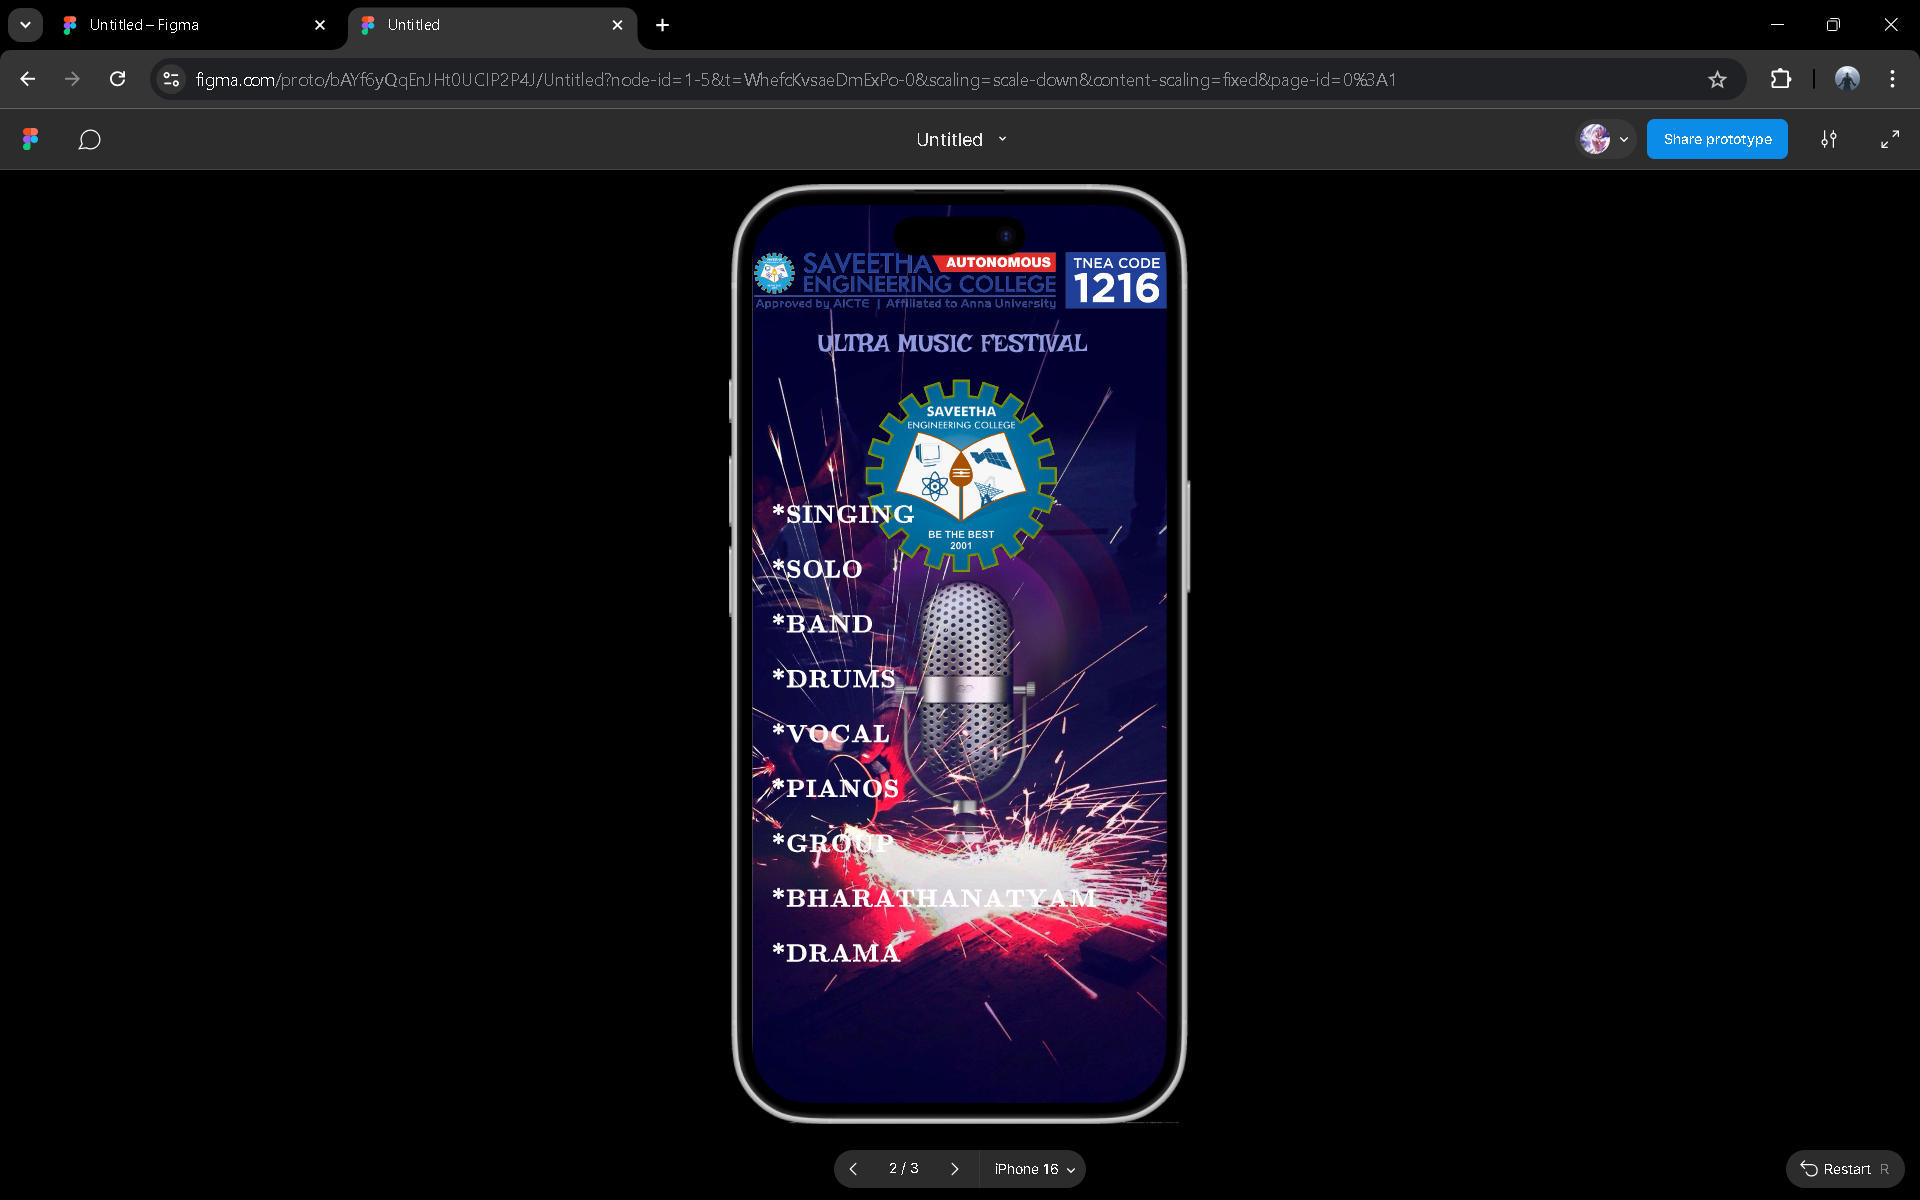 Untitled – Figma
Untitled
figma.com/proto/bAYf6yQqEnJHt0UCIP2P4J/Untitled?node-id=1-5&t=WhefcKvsaeDmExPo-0&scaling=scale-down&content-scaling=fixed&page-id=0%3A1
Untitled
Share prototype
SAVEETHA AUTONOMOUS
ENGINEERING COLLEGE
Approved by AICTE | Affiliated to Anna University
TNEA CODE
1216
ULTRA MUSIC FESTIVAL
SAVEETHA
ENGINEERING COLLEGE
BE THE BEST
2001
*SINGING
*SOLO
*BAND
*DRUMS
*VOCAL
*PIANOS
*GROUP
*BHARATHANATYAM
*DRAMA
2 / 3
iPhone 16
Restart R